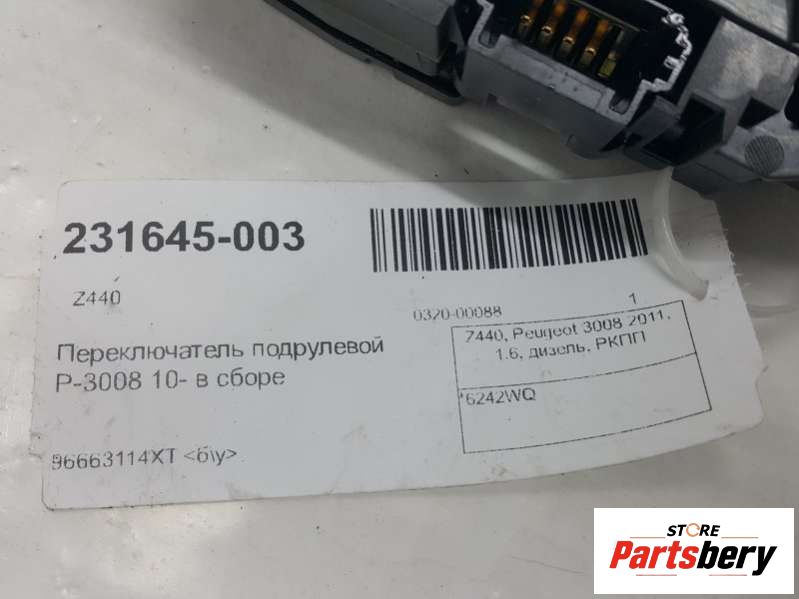 231645-003
Z440
0320-00088
1
Переключатель подрулевой
Р-3008 10- в сборе
Z440, Peugeot 3008 2011,
1.6, дизель, РКПП
*6242WQ
96663114XT <б\у>
STORE
Partsbery